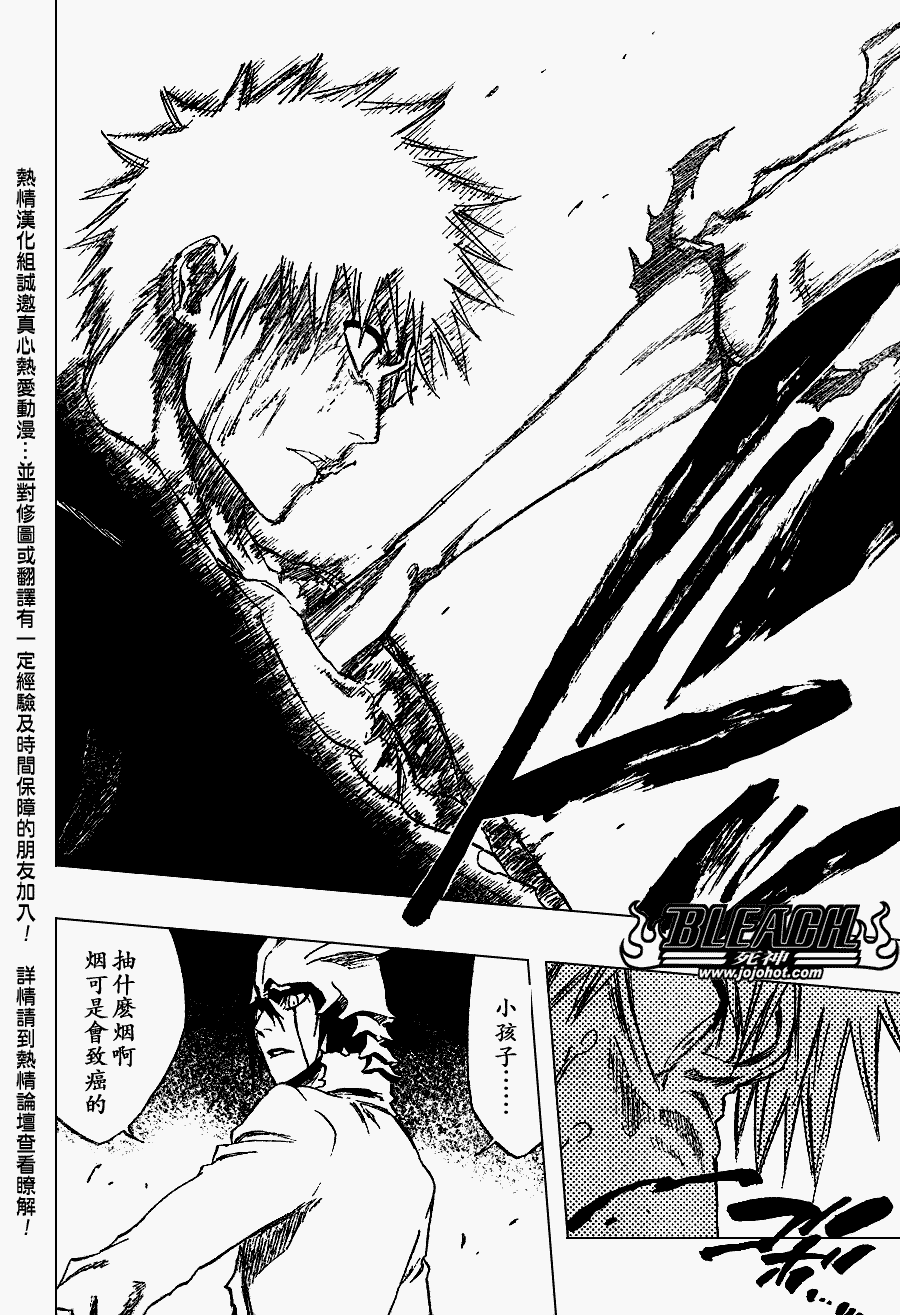 熱情漢化組誠邀真心熱愛動漫…並對修圖或翻譯有一定經驗及時間保障的朋友加入！ 詳情請到熱情論壇查看瞭解！
BLEACH
死神
www.jojohot.com
小孩子……
抽什麼烟啊
烟可是會致癌的